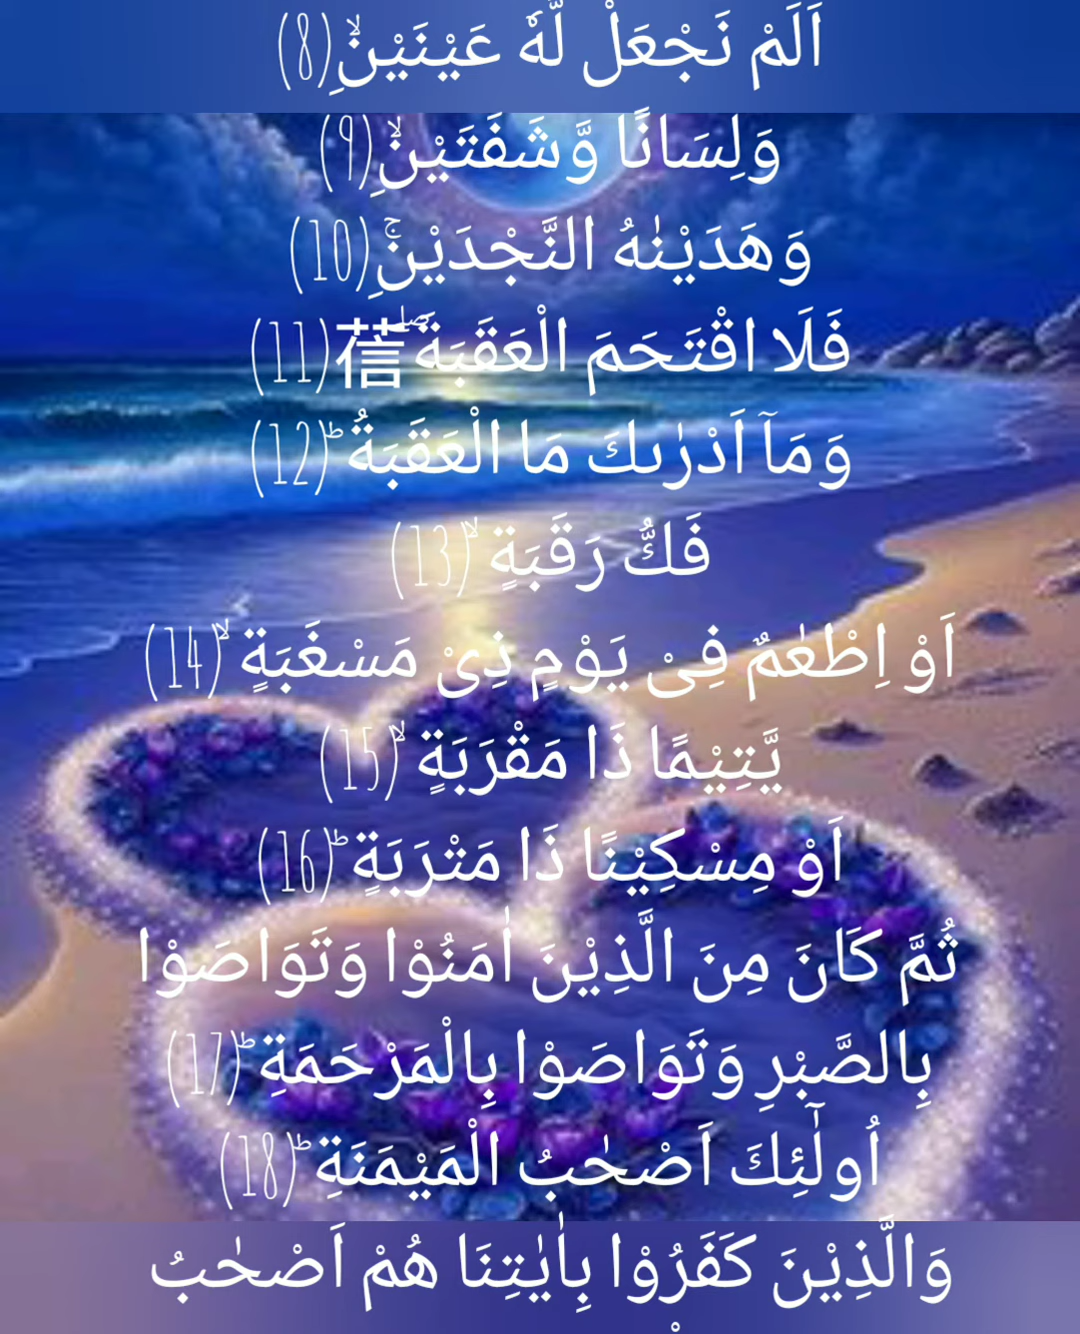 اَلَمْ نَجْعَلْ لَّهٗ عَيْنَيْنِۙ(8)
وَلِسَانًا وَّشَفَتَيْنِۙ(9)
وَهَدَيْنٰهُ النَّجْدَيْنِۚ(10)
فَلَا اقْتَحَمَ الْعَقَبَةَ ۖ(11)
وَمَاۤ اَدْرٰٮكَ مَا الْعَقَبَةُ ؕ(12)
فَكُّ رَقَبَةٍ ۙ(13)
اَوْ اِطْعٰمٌ فِىْ يَوْمٍ ذِىْ مَسْغَبَةٍ ۙ(14)
يَّتِيْمًا ذَا مَقْرَبَةٍ ۙ(15)
اَوْ مِسْكِيْنًا ذَا مَتْرَبَةٍ ؕ(16)
ثُمَّ كَانَ مِنَ الَّذِيْنَ اٰمَنُوْا وَتَوَاصَوْا
بِالصَّبْرِ وَتَوَاصَوْا بِالْمَرْحَمَةِ ؕ(17)
اُولٰٓئِكَ اَصْحٰبُ الْمَيْمَنَةِ ؕ(18)
وَالَّذِيْنَ كَفَرُوْا بِاٰيٰتِنَا هُمْ اَصْحٰبُ